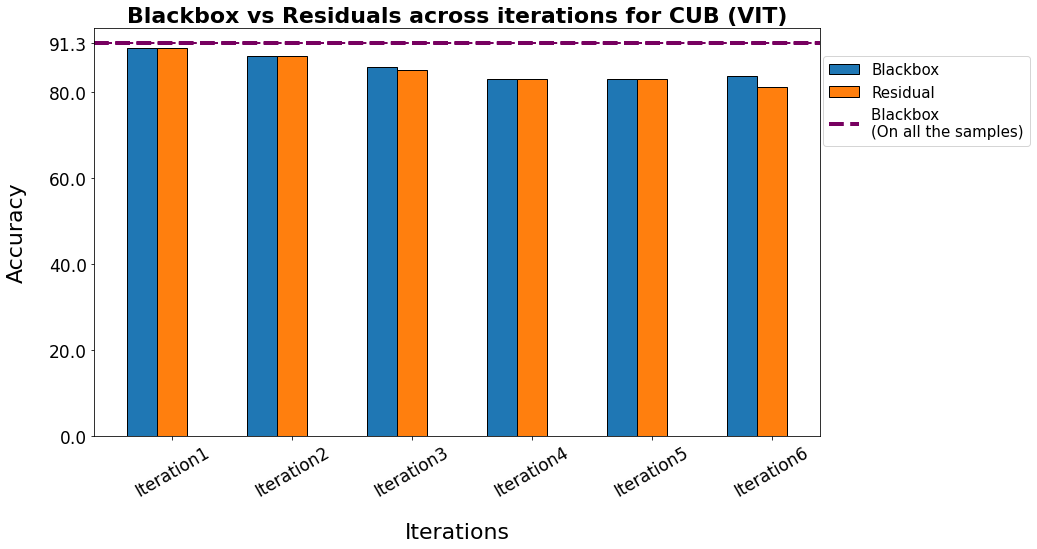 Blackbox vs Residuals across iterations for CUB (VIT)
91.3
80.0
60.0
40.0
20.0
0.0
Accuracy
Blackbox
Residual
Blackbox
(On all the samples)
Iteration1
Iteration2
Iteration3
Iteration4
Iteration5
Iteration6
Iterations